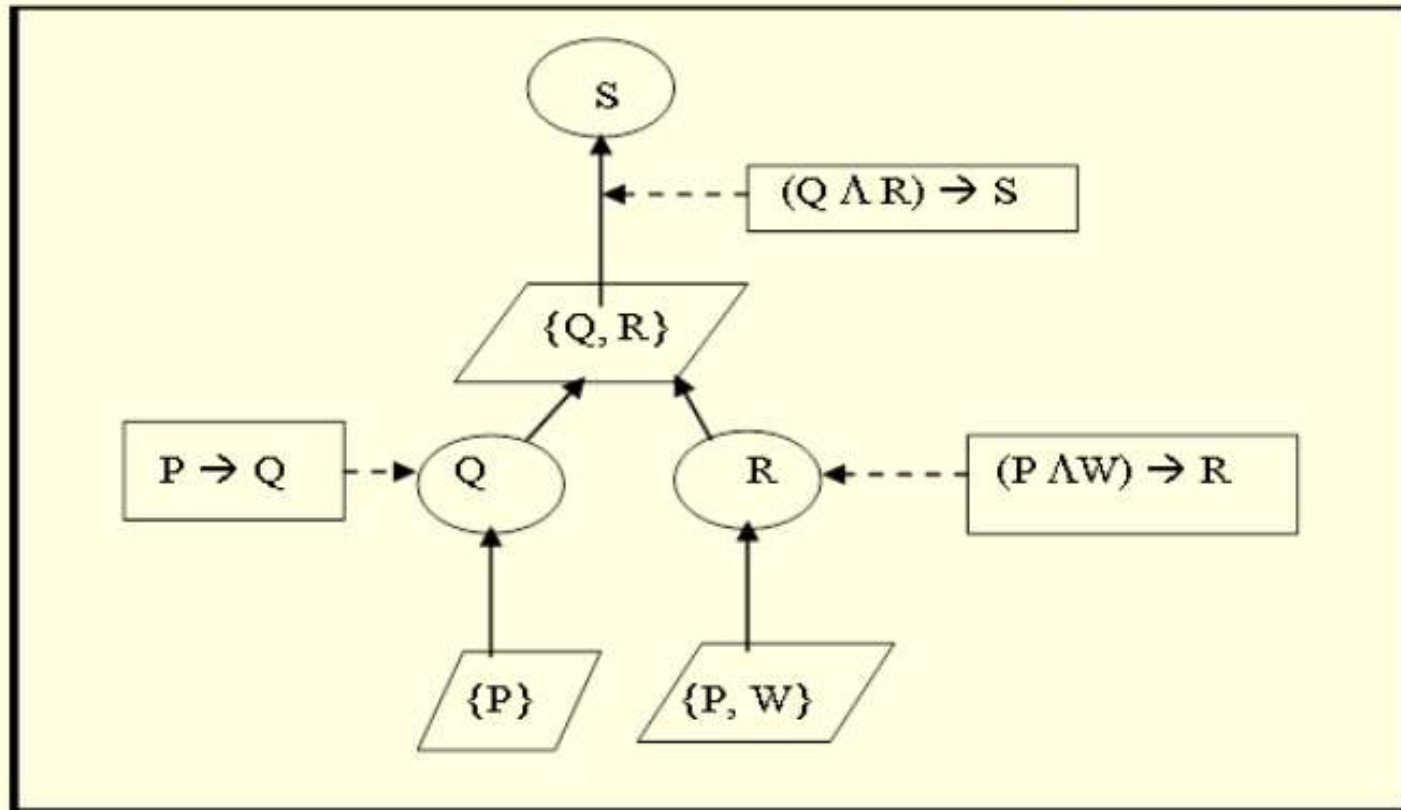 S
(Q Λ R) → S
{Q, R}
P → Q
Q
R
(P ΛW) → R
{P}
{P, W}